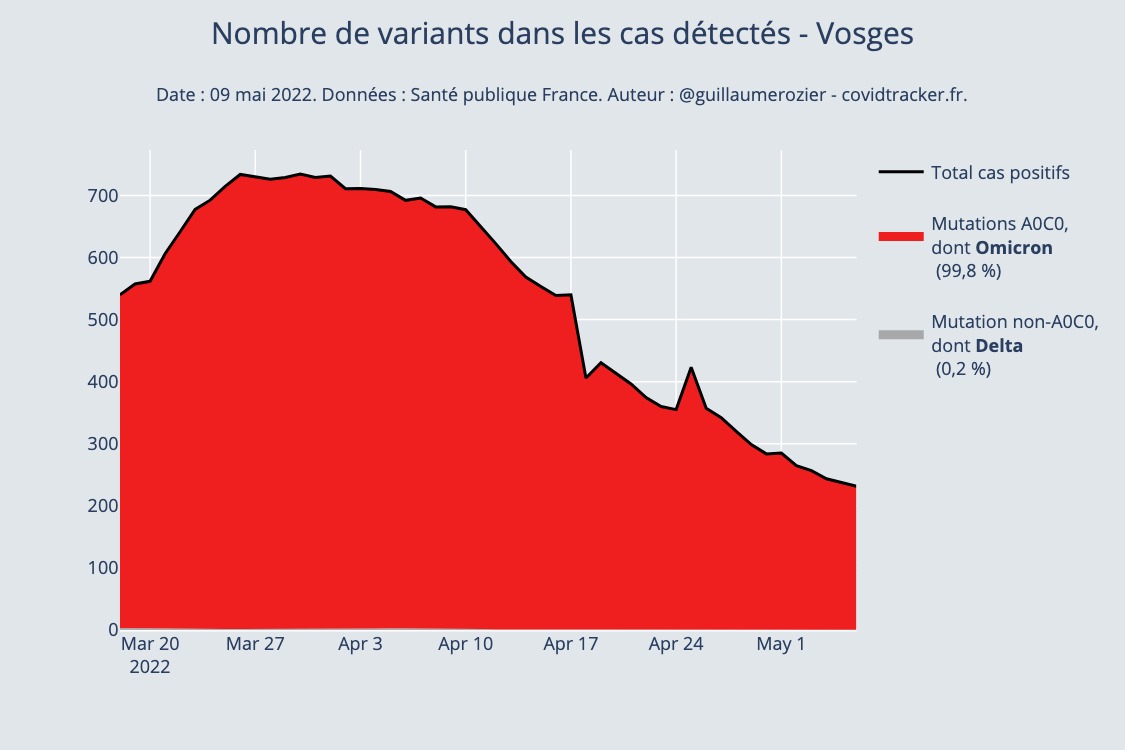 Nombre de variants dans les cas détectés - Vosges
Date : 09 mai 2022. Données : Santé publique France. Auteur : @guillaumerozier - covidtracker.fr.
Total cas positifs
Mutations A0C0,
dont Omicron
(99,8 %)
Mutation non-A0C0,
dont Delta
(0,2 %)
700
600
500
400
300
200
100
0
Mar 20
2022
Mar 27
Apr 3
Apr 10
Apr 17
Apr 24
May 1